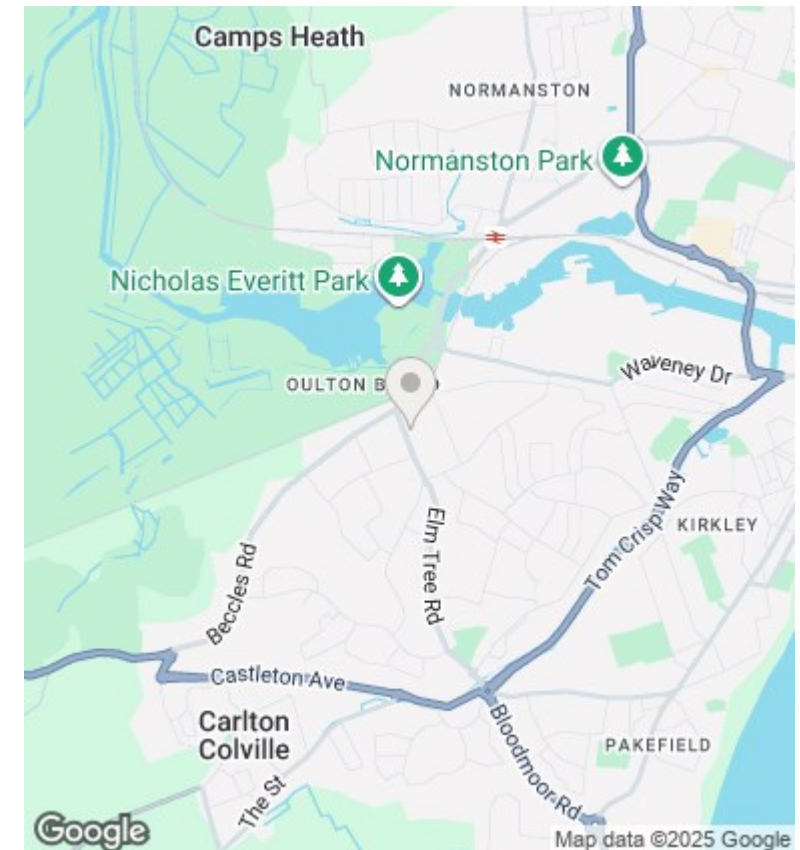 Camps Heath
NORMANSTON
Normanston Park
Nicholas Everitt Park
OULTON B D
Waveney Dr
Elm Tree Rd
Tom Crisp Way
KIRKLEY
Beccles Rd
Castleton Ave
Carlton
Colville
The St
Bloodmoor Rd
PAKEFIELD
Google
Map data ©2025 Google